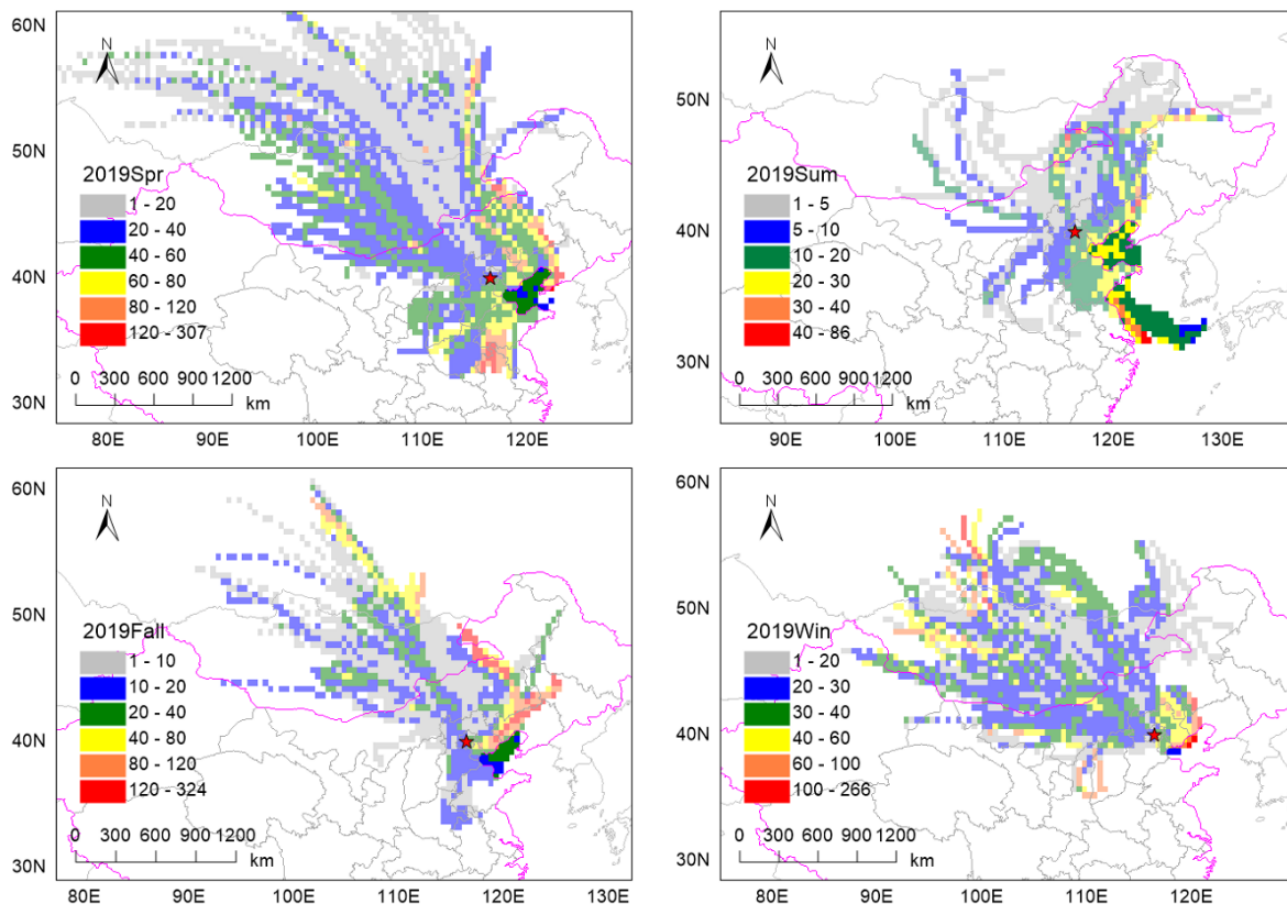 60N
50N
40N
30N
N
2019Spr
1 - 20
20 - 40
40 - 60
60 - 80
80 - 120
120 - 307
0 300 600 900 1200
km
80E 90E 100E 110E 120E
50N
40N
30N
N
2019Sum
1 - 5
5 - 10
10 - 20
20 - 30
30 - 40
40 - 86
0 300 600 900 1200
km
90E 100E 110E 120E 130E
60N
50N
40N
30N
N
2019Fall
1 - 10
10 - 20
20 - 40
40 - 80
80 - 120
120 - 324
0 300 600 900 1200
km
80E 90E 100E 110E 120E 130E
60N
50N
40N
30N
N
2019Win
1 - 20
20 - 30
30 - 40
40 - 60
60 - 100
100 - 266
0 300 600 900 1200
km
80E 90E 100E 110E 120E